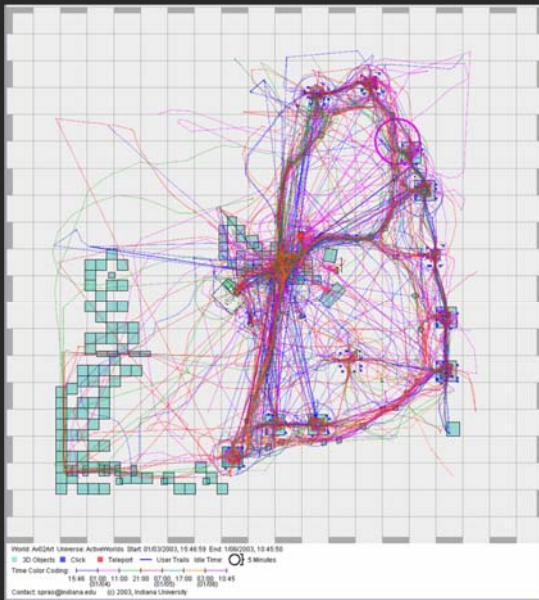 World: AvI2Art Universe: ActiveWorlds Start: 01/03/2003, 15:46:59 End: 1/06/2003, 10:45:50
3D Objects Click Teleport User Trails Idle Time: 5 Minutes
Time Color Coding:
15:46 01:00 11:00 21:00 07:00 17:00 03:00 10:45
(01/04) (01/05) (01/06)
Contact: sprao@indiana.edu (c) 2003, Indiana University